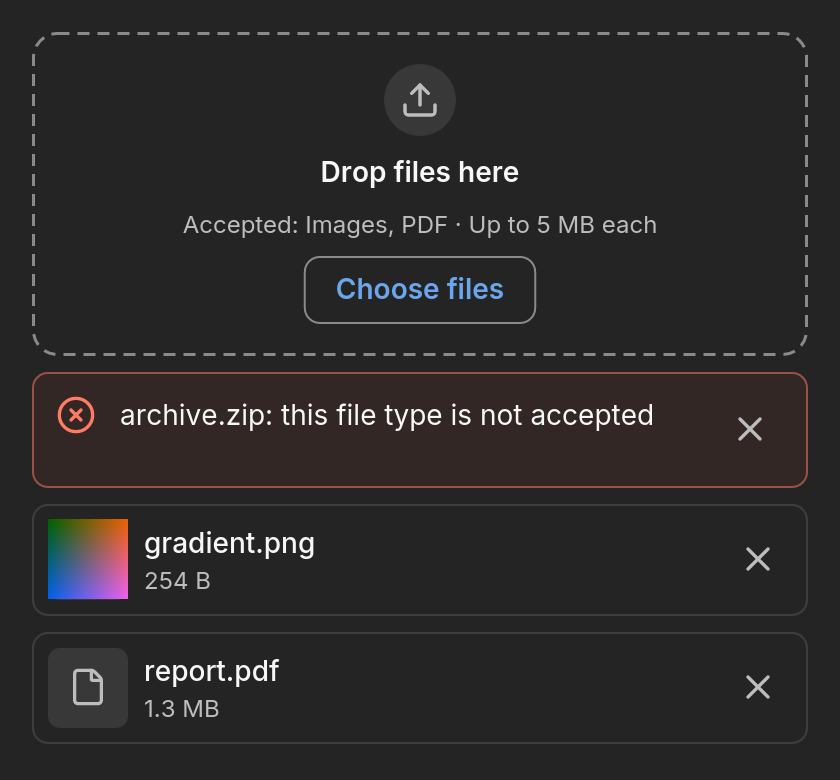 Drop files here
Accepted: Images, PDF · Up to 5 MB each
Choose files
archive.zip: this file type is not accepted
gradient.png
254 B
report.pdf
1.3 MB